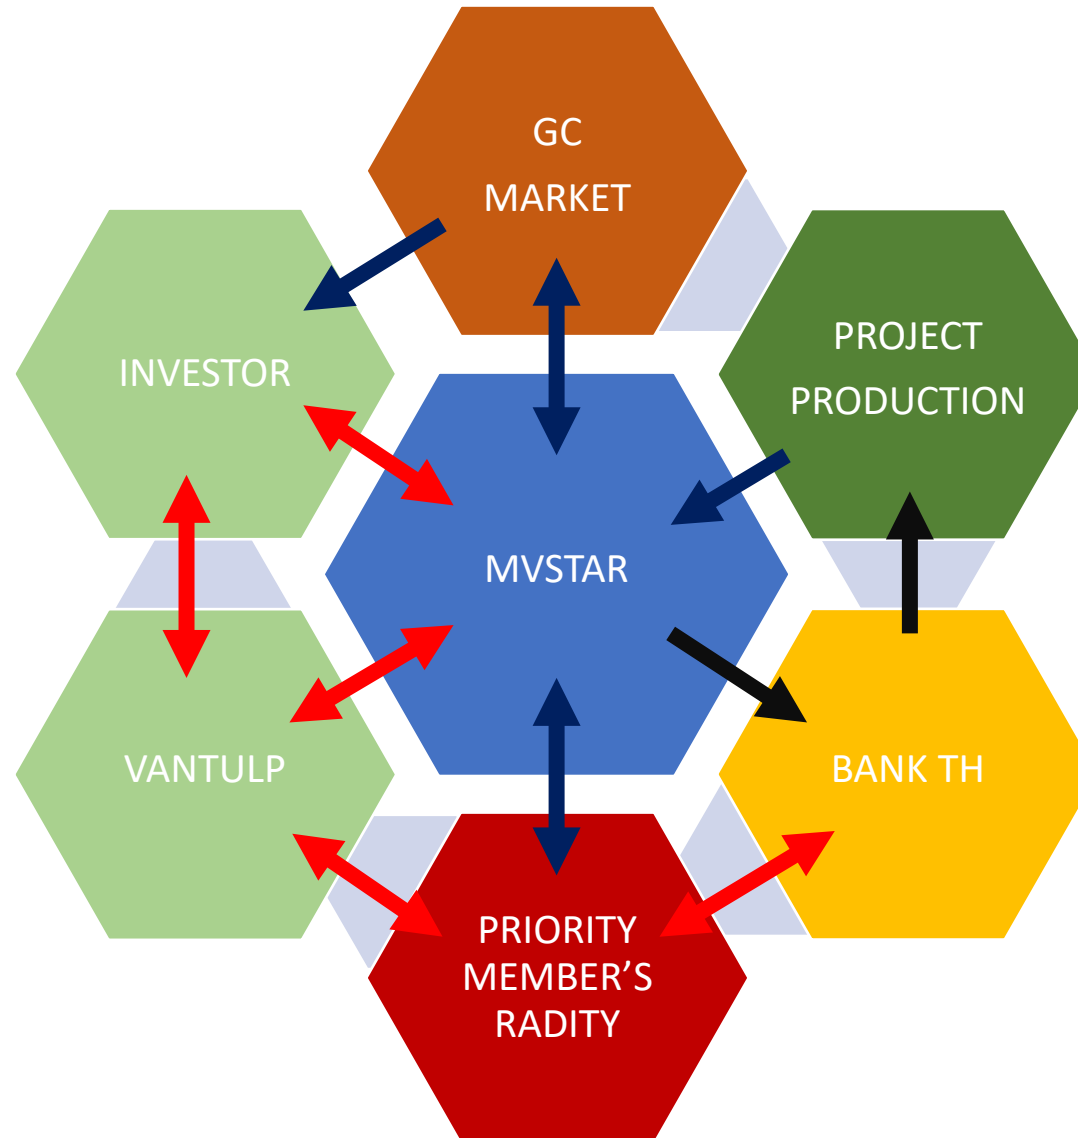 GC
MARKET
PROJECT
PRODUCTION
INVESTOR
MVSTAR
VANTULP
BANK TH
PRIORITY
MEMBER’S
RADITY